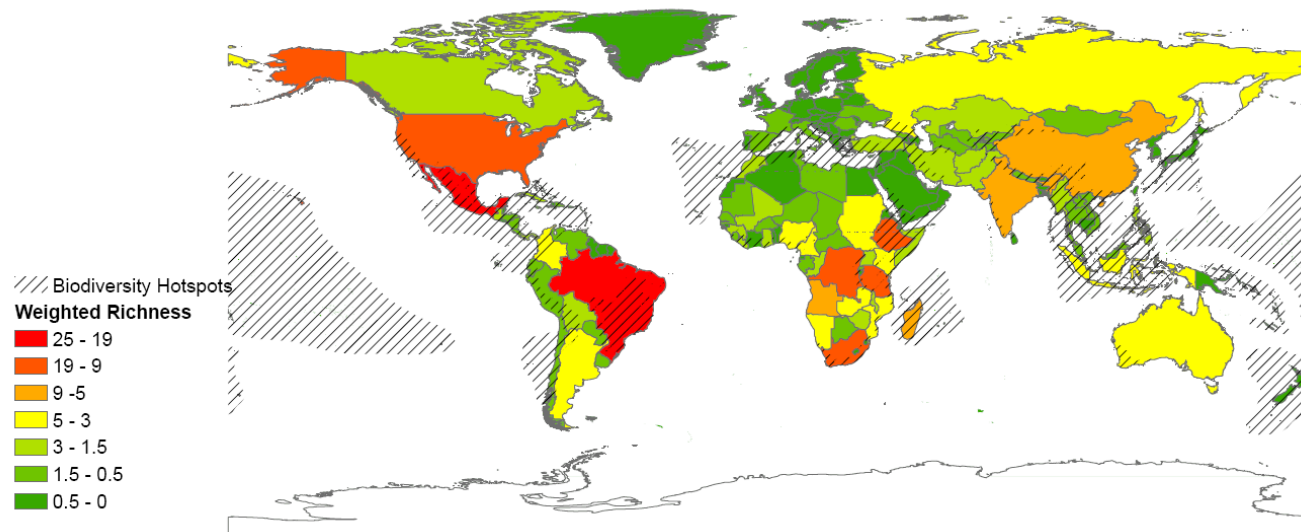 Biodiversity Hotspots
Weighted Richness
25 - 19
19 - 9
9 -5
5 - 3
3 - 1.5
1.5 - 0.5
0.5 - 0